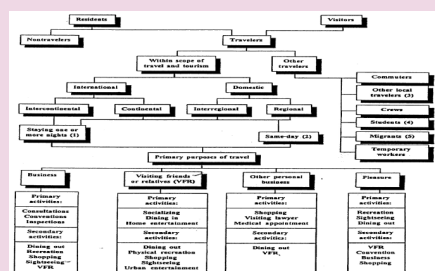 Residents
Visitors
Nontravelers
Travelers
Within scope of
travel and tourism
Other
travelers
International
Domestic
Commuters
Other local
travelers (3)
Crews
Students (4)
Migrants (5)
Temporary
workers
Intercontinental
Continental
Interregional
Regional
Staying one or
more nights (1)
Same-day (2)
Primary purposes of travel
Business
Visiting friends
or relatives (VFR)
Other personal
business
Pleasure
Primary
activities:
Consultations
Conventions
Inspections
Secondary
activities:
Dining out
Recreation
Shopping
Sightseeing
VFR
Primary
activities:
Socializing
Dining in
Home entertainment
Secondary
activities:
Dining out
Physical recreation
Shopping
Sightseeing
Urban entertainment
Primary
activities:
Shopping
Visiting lawyer
Medical appointment
Secondary
activities:
Dining out
VFR
Primary
activities:
Recreation
Sightseeing
Dining out
Secondary
activities:
VFR
Convention
Business
Shopping